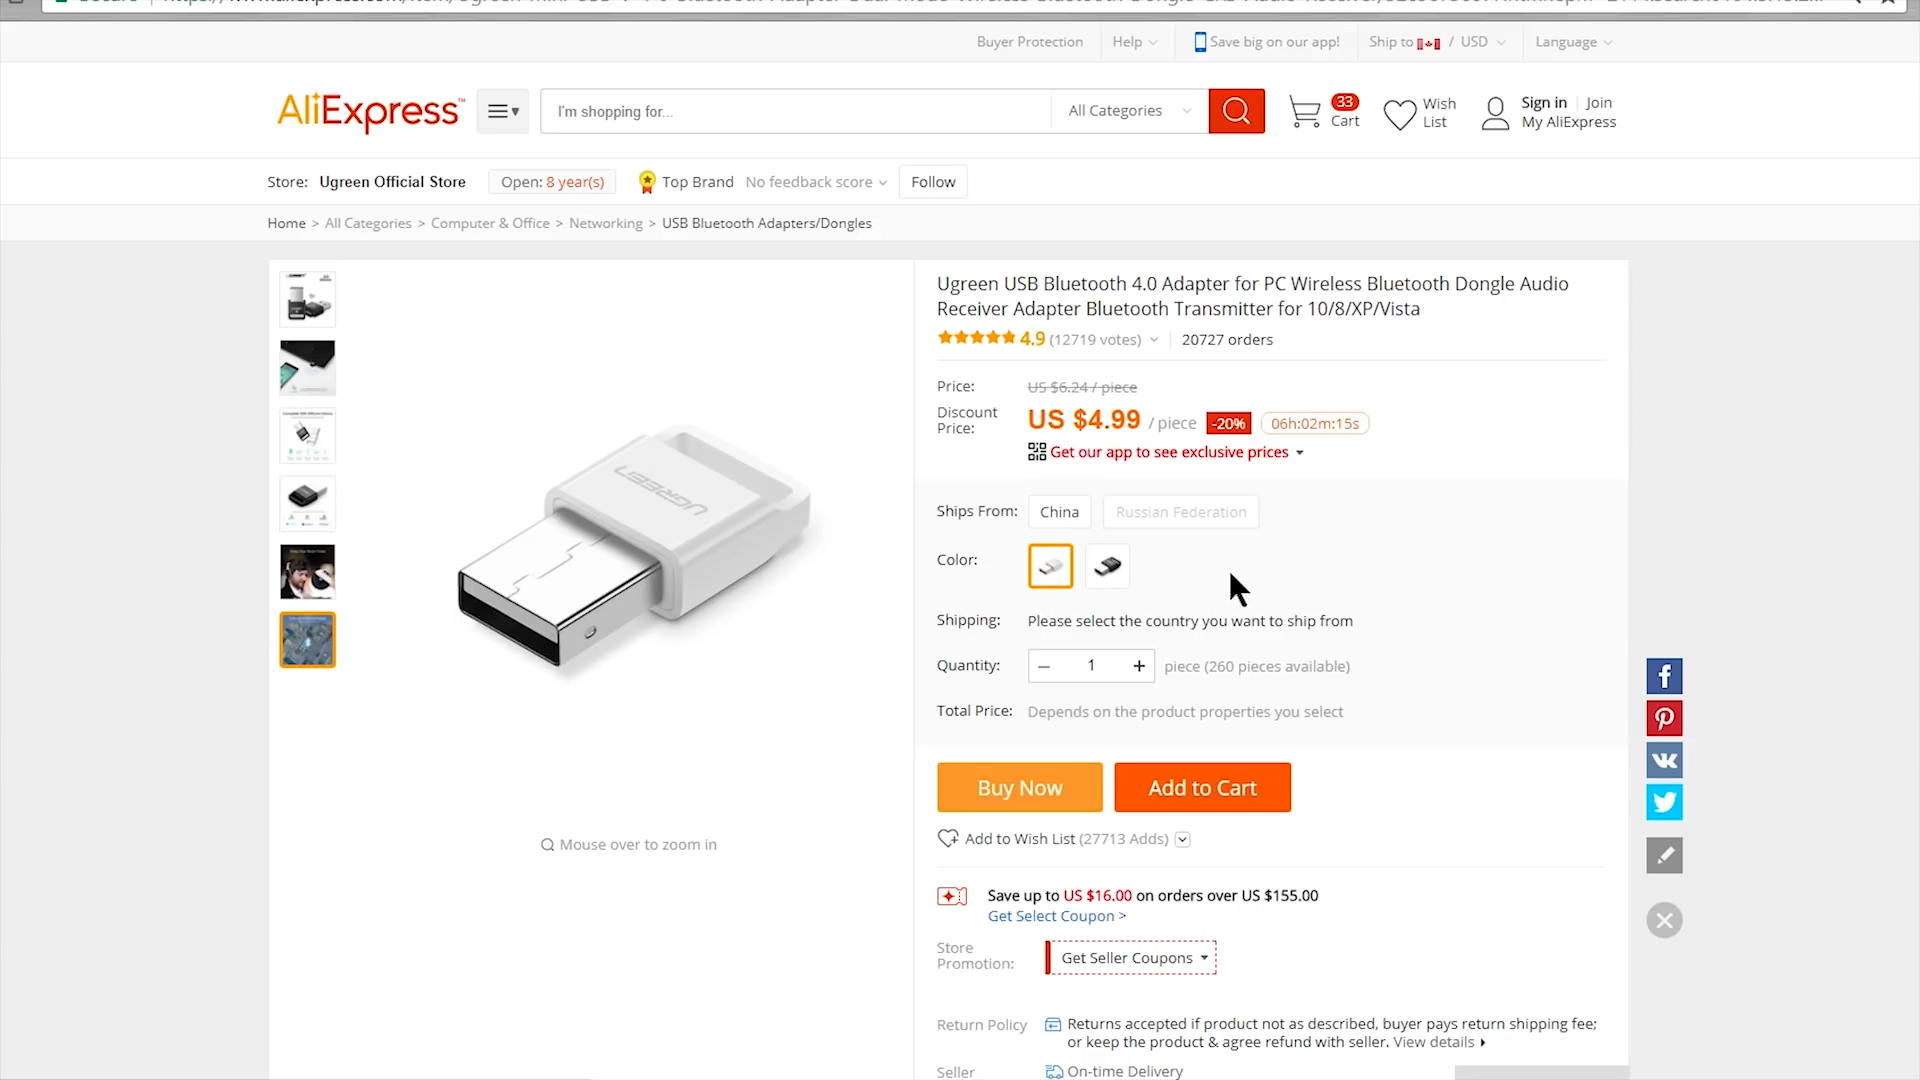 Buyer Protection
Help
Save big on our app!
Ship to / USD
Language
AliExpress™
I'm shopping for...
All Categories
33
Cart
Wish
List
Sign in | Join
My AliExpress
Store: Ugreen Official Store
Open: 8 year(s)
Top Brand
No feedback score
Follow
Home > All Categories > Computer & Office > Networking > USB Bluetooth Adapters/Dongles
UGREEN
Mouse over to zoom in
Ugreen USB Bluetooth 4.0 Adapter for PC Wireless Bluetooth Dongle Audio
Receiver Adapter Bluetooth Transmitter for 10/8/XP/Vista
4.9 (12719 votes)
20727 orders
Price: US $6.24 / piece
Discount
Price:
US $4.99 / piece -20% 06h:02m:15s
Get our app to see exclusive prices
Ships From: China Russian Federation
Color:
Shipping: Please select the country you want to ship from
Quantity: – 1 + piece (260 pieces available)
Total Price: Depends on the product properties you select
Buy Now
Add to Cart
Add to Wish List (27713 Adds)
Save up to US $16.00 on orders over US $155.00
Get Select Coupon >
Store
Promotion:
Get Seller Coupons
Return Policy
Returns accepted if product not as described, buyer pays return shipping fee;
or keep the product & agree refund with seller. View details
Seller
On-time Delivery